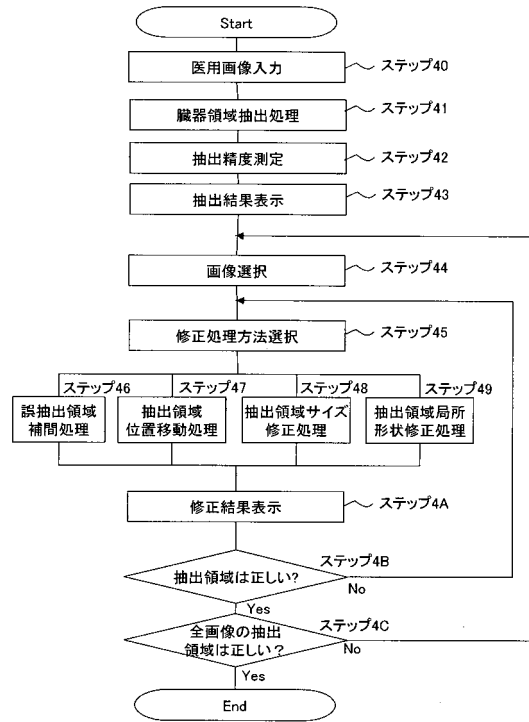 Start
医用画像入力
ステップ40
臓器領域抽出処理
ステップ41
抽出精度測定
ステップ42
抽出結果表示
ステップ43
画像選択
ステップ44
修正処理方法選択
ステップ45
ステップ46
ステップ47
ステップ48
ステップ49
誤抽出領域
補間処理
抽出領域
位置移動処理
抽出領域サイズ
修正処理
抽出領域局所
形状修正処理
修正結果表示
ステップ4A
ステップ4B
抽出領域は正しい?
No
Yes
ステップ4C
全画像の抽出
領域は正しい?
No
Yes
End